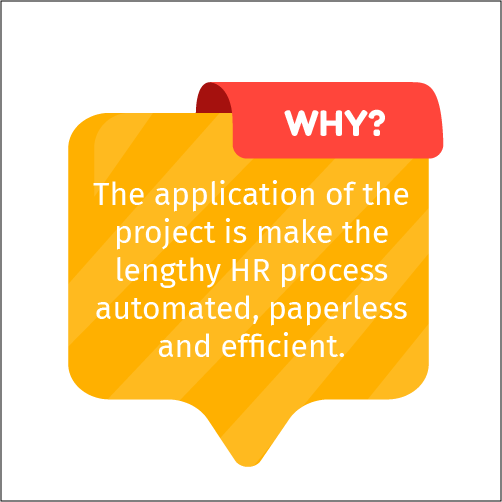 WHY?
The application of the
project is make the
lengthy HR process
automated, paperless
and efficient.